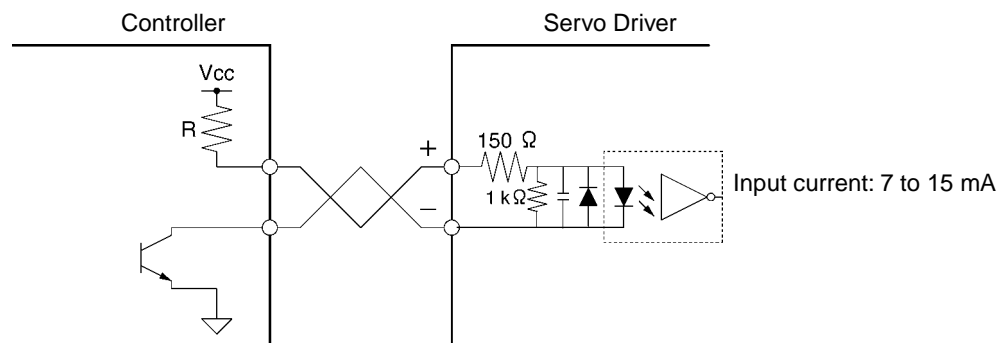 Controller
Servo Driver
Vcc
R
+
150 Ω
1 kΩ
Input current: 7 to 15 mA
−